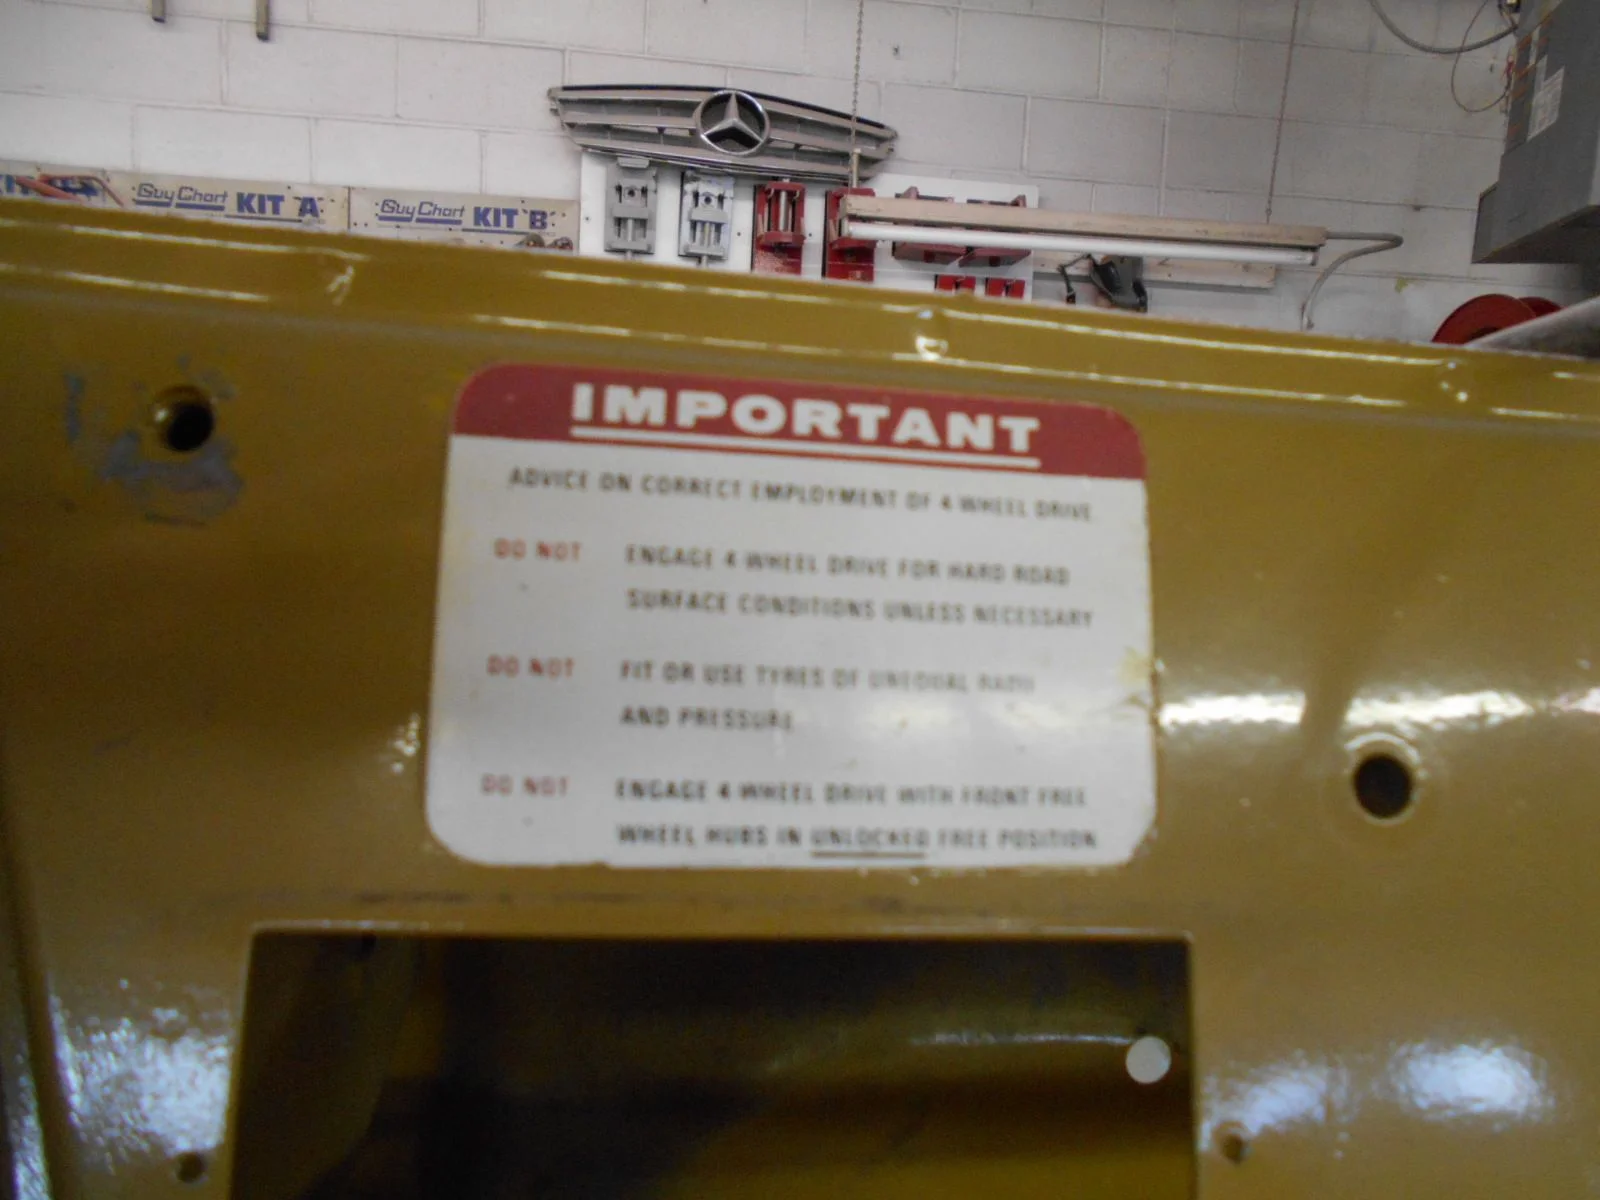 Guy Chart KIT A
Guy Chart KIT B
IMPORTANT
ADVICE ON CORRECT EMPLOYMENT OF 4 WHEEL DRIVE
DO NOT ENGAGE 4 WHEEL DRIVE FOR HARD ROAD
SURFACE CONDITIONS UNLESS NECESSARY
DO NOT FIT OR USE TYRES OF UNEQUAL RADII
AND PRESSURE
DO NOT ENGAGE 4 WHEEL DRIVE WITH FRONT FREE
WHEEL HUBS IN UNLOCKED FREE POSITION